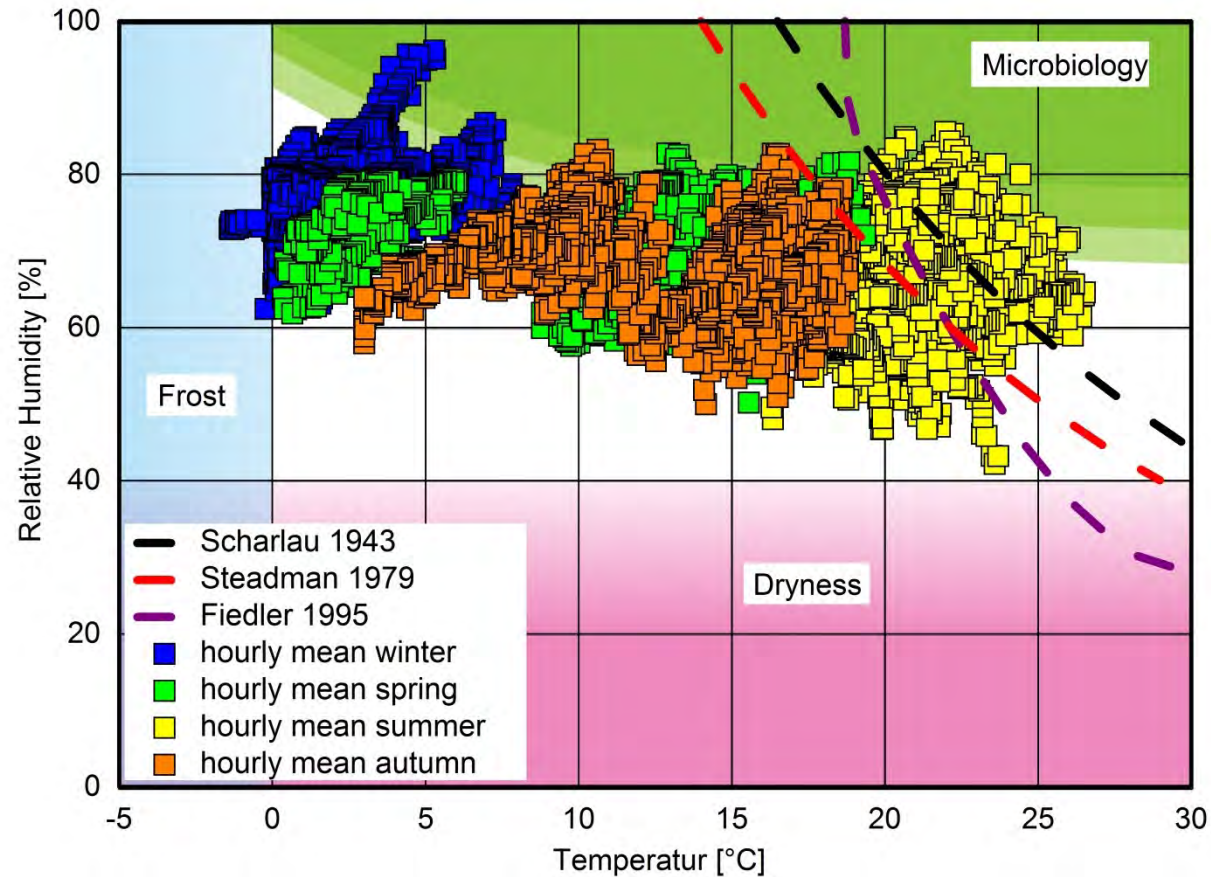 100
80
60
40
20
0
Relative Humidity [%]
Microbiology
Frost
Dryness
Scharlau 1943
Steadman 1979
Fiedler 1995
hourly mean winter
hourly mean spring
hourly mean summer
hourly mean autumn
-5 0 5 10 15 20 25 30
Temperatur [°C]